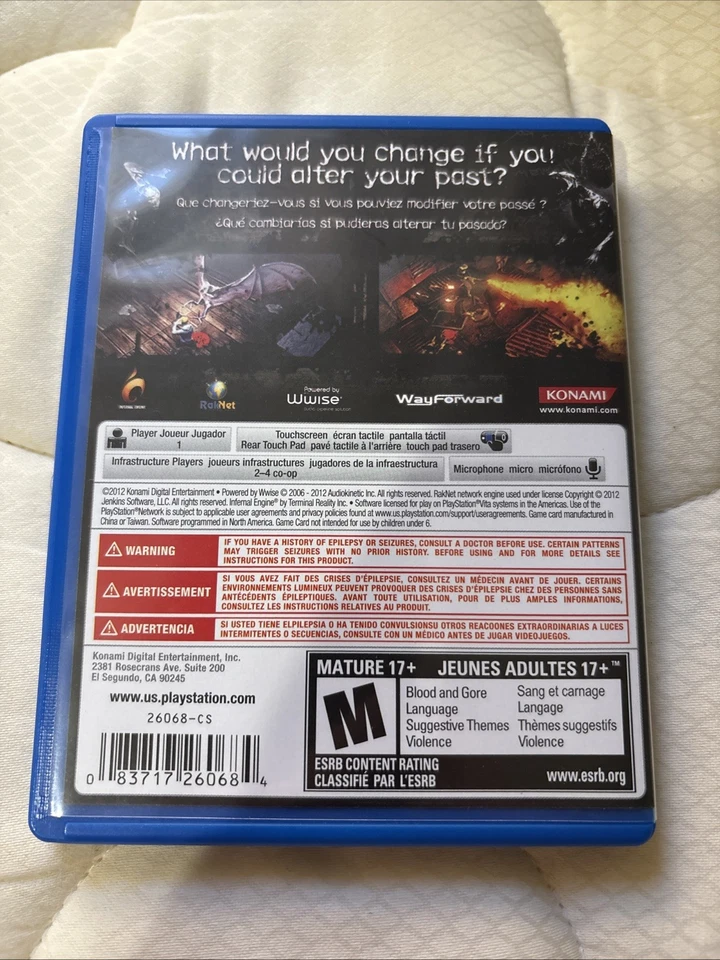 What would you change if you
could alter your past?
Que changeriez-vous si vous pouviez modifier votre passé ?
¿Qué cambiarías si pudieras alterar tu pasado?
INFERNAL ENGINE
RakNet
Powered by
Wwise
WayForward
KONAMI
www.konami.com
Player Joueur Jugador
1
Touchscreen écran tactile pantalla táctil
Rear Touch Pad pavé tactile à l'arrière touch pad trasero
Infrastructure Players joueurs infrastructures jugadores de la infraestructura
2–4 co-op
Microphone micro micrófono
©2012 Konami Digital Entertainment • Powered by Wwise © 2006 - 2012 Audiokinetic Inc. All rights reserved. RakNet network engine used under license Copyright © 2012
Jenkins Software, LLC. All rights reserved. Infernal Engine® by Terminal Reality Inc. • Software licensed for play on PlayStation®Vita systems in the Americas. Use of the
PlayStation®Network is subject to applicable user agreements and privacy policies found at www.us.playstation.com/support/useragreements. Game card manufactured in
China or Taiwan. Software programmed in North America. Game Card not intended for use by children under 6.
WARNING
IF YOU HAVE A HISTORY OF EPILEPSY OR SEIZURES, CONSULT A DOCTOR BEFORE USE. CERTAIN PATTERNS
MAY TRIGGER SEIZURES WITH NO PRIOR HISTORY. BEFORE USING AND FOR MORE DETAILS SEE
INSTRUCTIONS FOR THIS PRODUCT.
AVERTISSEMENT
SI VOUS AVEZ FAIT DES CRISES D'ÉPILEPSIE, CONSULTEZ UN MÉDECIN AVANT DE JOUER. CERTAINS
ENVIRONNEMENTS LUMINEUX PEUVENT PROVOQUER DES CRISES D'ÉPILEPSIE CHEZ DES PERSONNES SANS
ANTÉCÉDENTS ÉPILEPTIQUES. AVANT TOUTE UTILISATION, POUR DE PLUS AMPLES INFORMATIONS,
CONSULTEZ LES INSTRUCTIONS RELATIVES AU PRODUIT.
ADVERTENCIA
SI USTED TIENE ELPILEPSIA O HA TENIDO CONVULSIONSU OTROS REACOONES EXTRAORDINARIAS A LUCES
INTERMITENTES O SECUENCIAS, CONSULTE CON UN MÉDICO ANTES DE JUGAR VIDEOJUEGOS.
Konami Digital Entertainment, Inc.
2381 Rosecrans Ave. Suite 200
El Segundo, CA 90245
www.us.playstation.com
26068-CS
0 83717 26068 4
MATURE 17+ JEUNES ADULTES 17+™
M
Blood and Gore
Language
Suggestive Themes
Violence
Sang et carnage
Langage
Thèmes suggestifs
Violence
ESRB CONTENT RATING
CLASSIFIÉ PAR L'ESRB
www.esrb.org